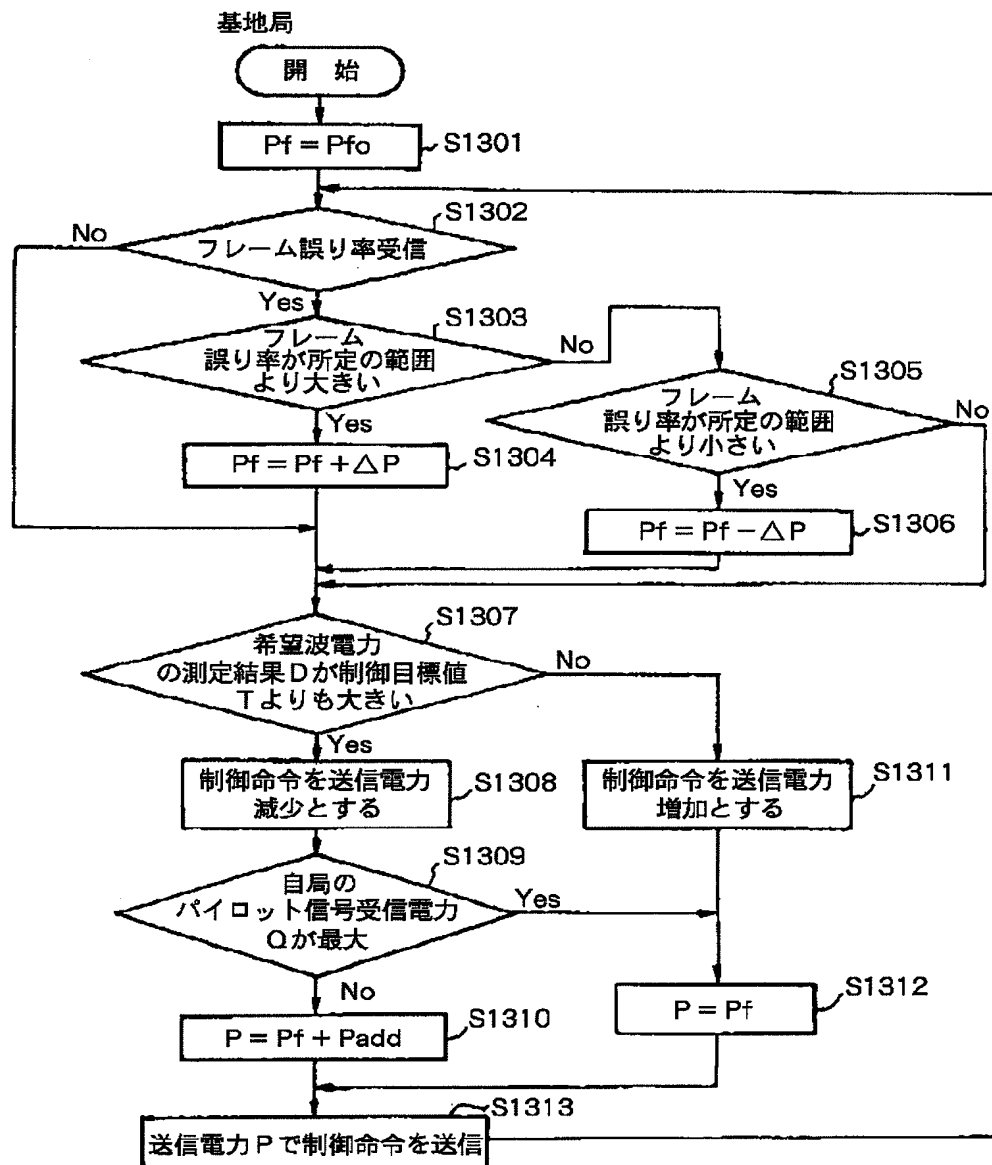 基地局
開　始
Pf = Pfo
S1301
S1302
No
フレーム誤り率受信
Yes
S1303
フレーム
誤り率が所定の範囲
より大きい
No
S1305
フレーム
誤り率が所定の範囲
より小さい
No
Yes
Pf = Pf + △P
S1304
Yes
Pf = Pf − △P
S1306
S1307
希望波電力
の測定結果Dが制御目標値
Tよりも大きい
No
Yes
制御命令を送信電力
減少とする
S1308
制御命令を送信電力
増加とする
S1311
S1309
自局の
パイロット信号受信電力
Qが最大
Yes
No
P = Pf
S1312
P = Pf + Padd
S1310
S1313
送信電力Pで制御命令を送信